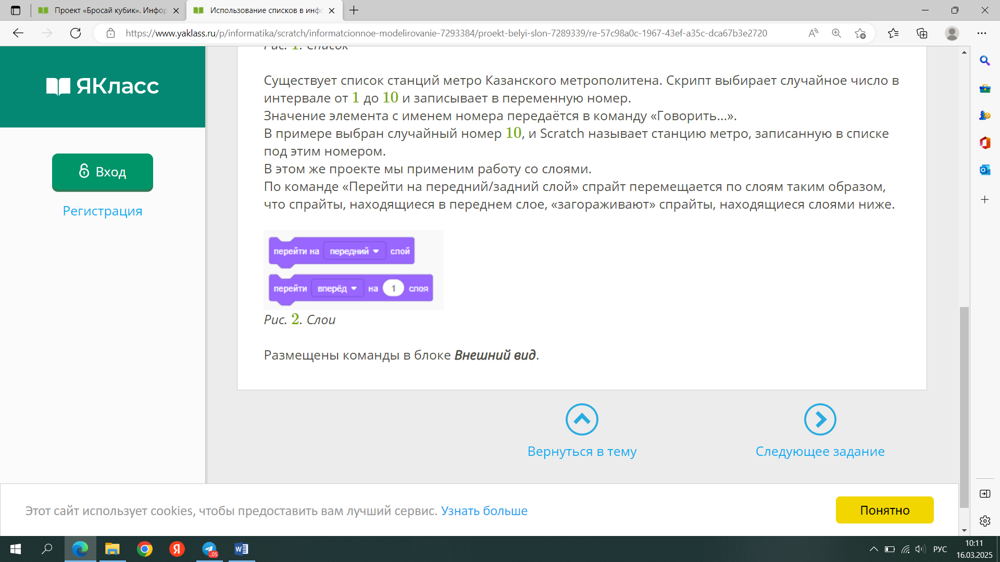 Проект «Бросай кубик». Инфор
Использование списков в инфо
https://www.yaklass.ru/p/informatika/scratch/informatcionnoe-modelirovanie-7293384/proekt-belyi-slon-7289339/re-57c98a0c-1967-43ef-a35c-dca67b3e2720
ЯКласс
Вход
Регистрация
Рис. 1. Список
Существует список станций метро Казанского метрополитена. Скрипт выбирает случайное число в
интервале от 1 до 10 и записывает в переменную номер.
Значение элемента с именем номера передаётся в команду «Говорить...».
В примере выбран случайный номер 10, и Scratch называет станцию метро, записанную в списке
под этим номером.
В этом же проекте мы применим работу со слоями.
По команде «Перейти на передний/задний слой» спрайт перемещается по слоям таким образом,
что спрайты, находящиеся в переднем слое, «загораживают» спрайты, находящиеся слоями ниже.
перейти на передний слой
перейти вперёд на 1 слоя
Рис. 2. Слои
Размещены команды в блоке Внешний вид.
Вернуться в тему
Следующее задание
Этот сайт использует cookies, чтобы предоставить вам лучший сервис. Узнать больше
Понятно
..05
РУС
10:11
16.03.2025